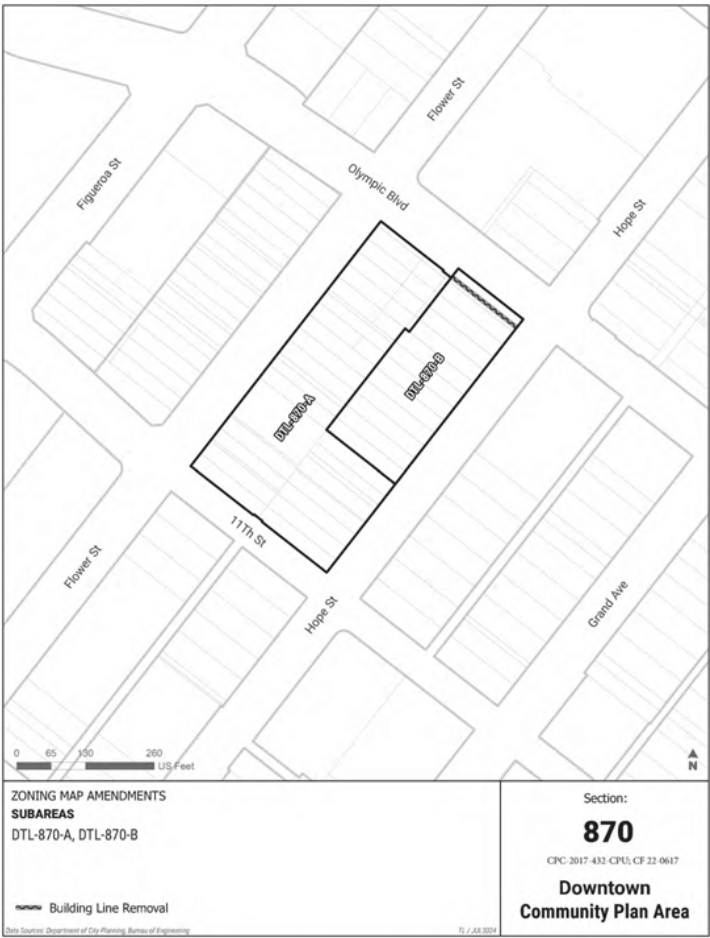 Flower St
Figueroa St
Olympic Blvd
Hope St
DTL-870-B
DTL-870-A
11Th St
Flower St
Hope St
Grand Ave
0 65 130 260
US Feet
N
ZONING MAP AMENDMENTS
SUBAREAS
DTL-870-A, DTL-870-B
Building Line Removal
Data Sources: Department of City Planning, Bureau of Engineering
TL / JUL 2024
Section:
870
CPC-2017-432-CPU; CF 22-0617
Downtown
Community Plan Area